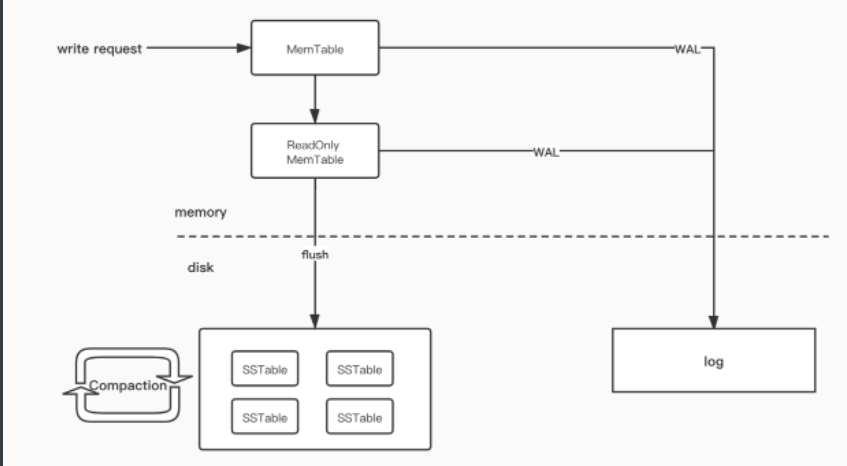 write request
MemTable
WAL
ReadOnly
MemTable
WAL
memory
flush
disk
SSTable
SSTable
Compaction
SSTable
SSTable
log